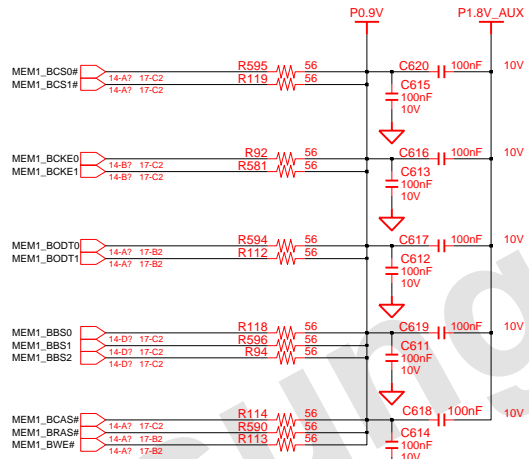 P0.9V P1.8V_AUX
MEM1_BCS0# R595 56 C620 100nF 10V
14-A? 17-C2
MEM1_BCS1# R119 56 C615
14-A? 17-C2 100nF
10V
MEM1_BCKE0 R92 56 C616 100nF 10V
14-B? 17-C2
MEM1_BCKE1 R581 56 C613
14-B? 17-C2 100nF
10V
MEM1_BODT0 R594 56 C617 100nF 10V
14-A? 17-B2
MEM1_BODT1 R112 56 C612
14-A? 17-B2 100nF
10V
MEM1_BBS0 R118 56 C619 100nF 10V
14-D? 17-C2
MEM1_BBS1 R596 56 C611
14-D? 17-C2 100nF
MEM1_BBS2 R94 56 10V
14-D? 17-C2
MEM1_BCAS# R114 56 C618 100nF 10V
14-A? 17-C2
MEM1_BRAS# R590 56 C614
14-A? 17-B2 100nF
MEM1_BWE# R113 56 10V
14-A? 17-B2
sung